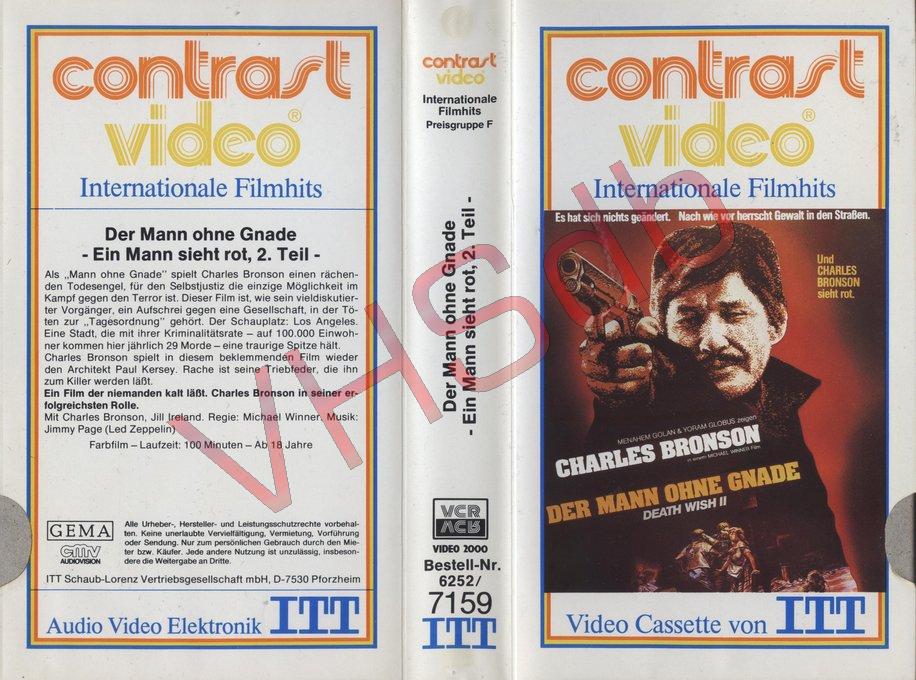 contrast
video®
Internationale Filmhits
Der Mann ohne Gnade
- Ein Mann sieht rot, 2. Teil -
Als „Mann ohne Gnade" spielt Charles Bronson einen rächen-
den Todesengel, für den Selbstjustiz die einzige Möglichkeit im
Kampf gegen den Terror ist. Dieser Film ist, wie sein vieldiskutier-
ter Vorgänger, ein Aufschrei gegen eine Gesellschaft, in der Tö-
ten zur „Tagesordnung" gehört. Der Schauplatz: Los Angeles.
Eine Stadt, die mit ihrer Kriminalitätsrate – auf 100.000 Einwoh-
ner kommen hier jährlich 29 Morde – eine traurige Spitze hält.
Charles Bronson spielt in diesem beklemmenden Film wieder
den Architekt Paul Kersey. Rache ist seine Triebfeder, die ihn
zum Killer werden läßt.
Ein Film der niemanden kalt läßt. Charles Bronson in seiner er-
folgreichsten Rolle.
Mit Charles Bronson, Jill Ireland. Regie: Michael Winner. Musik:
Jimmy Page (Led Zeppelin)
Farbfilm – Laufzeit: 100 Minuten – Ab 18 Jahre
GEMA
cmv
AUDIOVISION
Alle Urheber-, Hersteller- und Leistungsschutzrechte vorbehal-
ten. Keine unerlaubte Vervielfältigung, Vermietung, Vorführung
oder Sendung. Nur zum persönlichen Gebrauch durch den Mie-
ter bzw. Käufer. Jede andere Nutzung ist unzulässig, insbeson-
dere die Weitergabe an Dritte.
ITT Schaub-Lorenz Vertriebsgesellschaft mbH, D-7530 Pforzheim
Audio Video Elektronik ITT
contrast
video
Internationale
Filmhits
Preisgruppe F
Der Mann ohne Gnade
- Ein Mann sieht rot, 2. Teil -
VCR
VCR
VIDEO 2000
Bestell-Nr.
6252/
7159
ITT
contrast
video®
Internationale Filmhits
Es hat sich nichts geändert. Nach wie vor herrscht Gewalt in den Straßen.
Und
CHARLES
BRONSON
sieht rot.
MENAHEM GOLAN & YORAM GLOBUS zeigen
CHARLES BRONSON
in einem MICHAEL WINNER Film
DER MANN OHNE GNADE
DEATH WISH II
Video Cassette von ITT
VHSdb